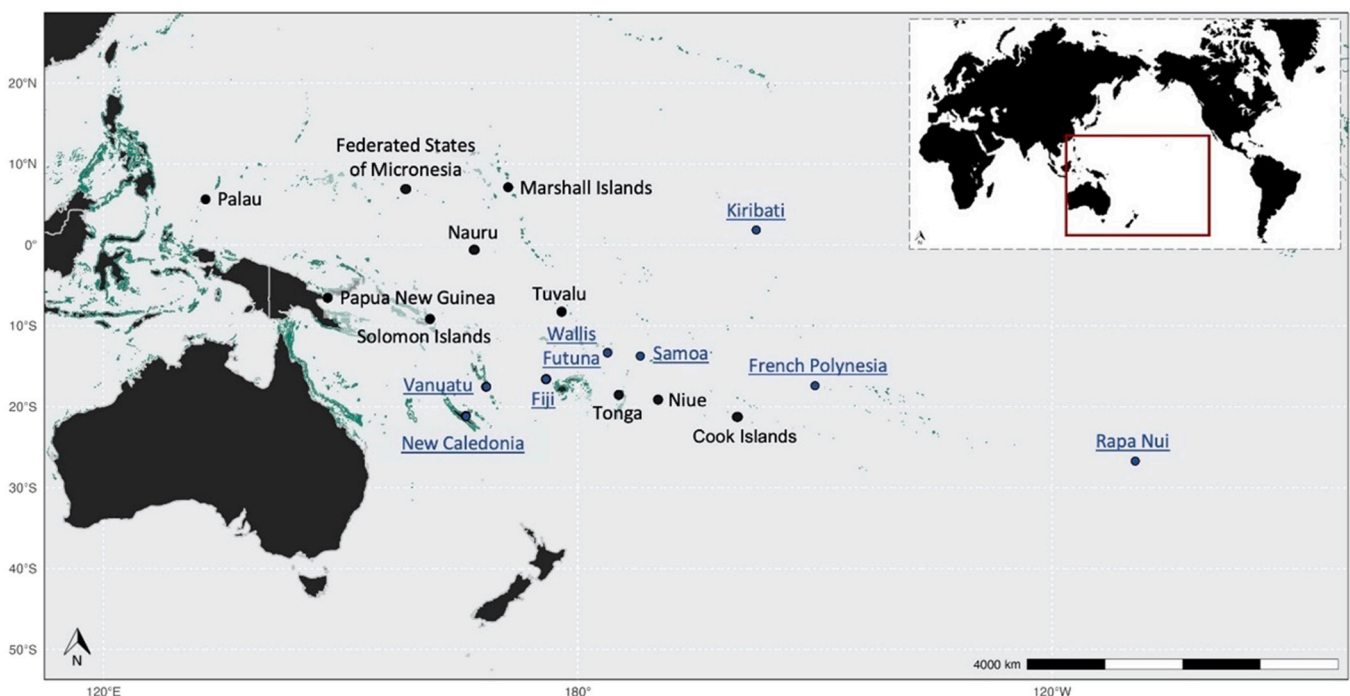 20°N
10°N
0°
10°S
20°S
30°S
40°S
50°S
Federated States
of Micronesia
Palau
Marshall Islands
Kiribati
Nauru
Papua New Guinea
Tuvalu
Solomon Islands
Wallis
Futuna
Samoa
French Polynesia
Vanuatu
Fiji
Tonga
Niue
Cook Islands
New Caledonia
Rapa Nui
N
4000 km
120°E
180°
120°W